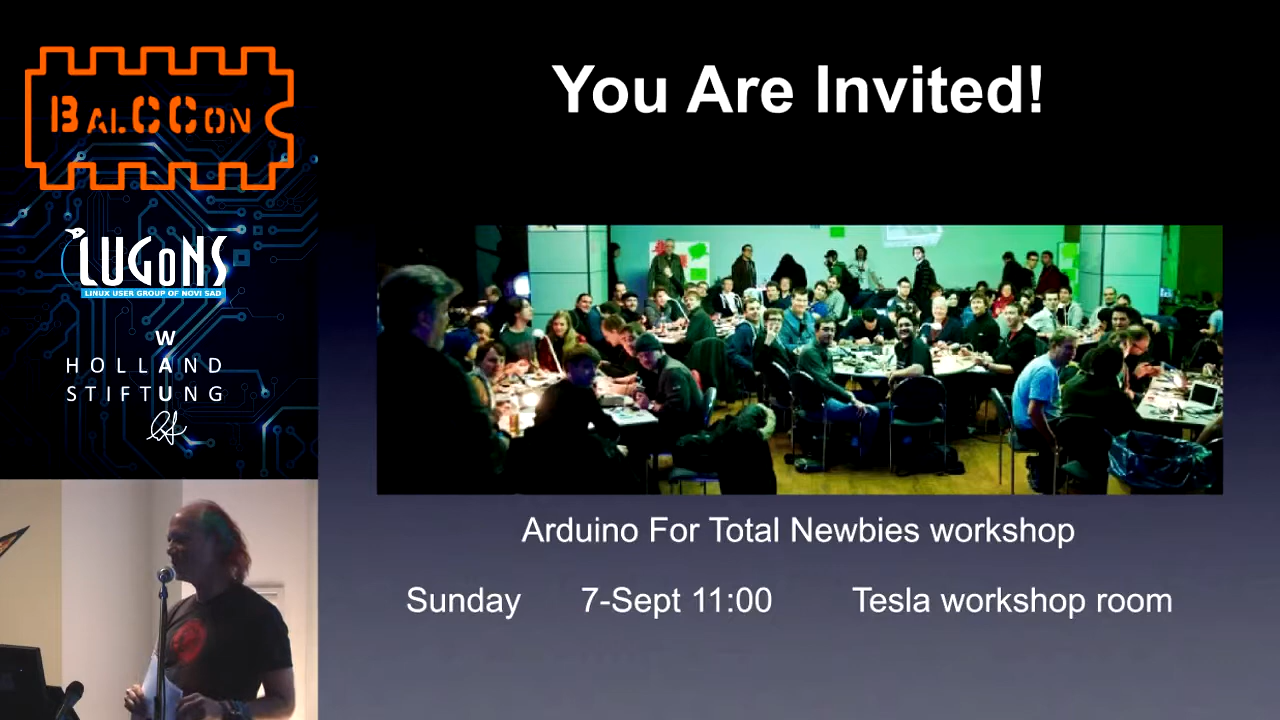 BALCCON
LUGoNS
LINUX USER GROUP OF NOVI SAD
W
HOLLAND
STIFTUNG
You Are Invited!
Arduino For Total Newbies workshop
Sunday 7-Sept 11:00 Tesla workshop room